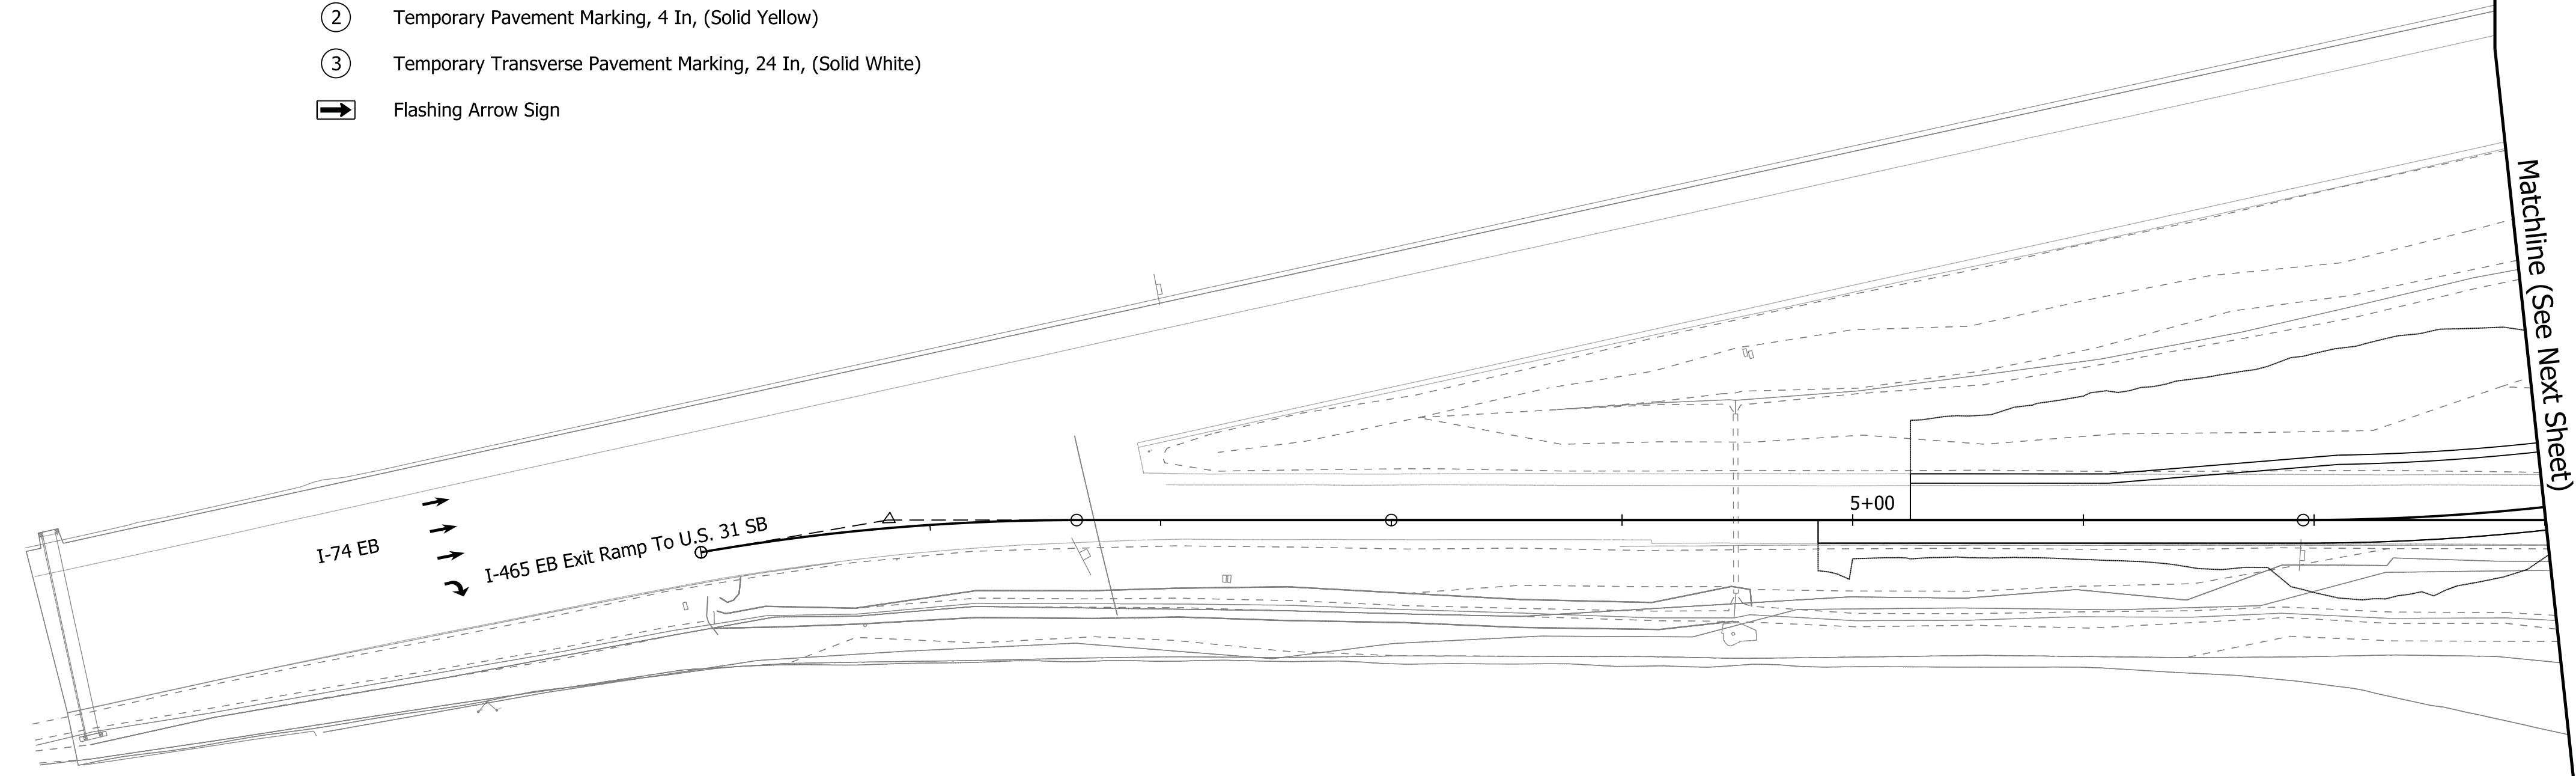 2 Temporary Pavement Marking, 4 In, (Solid Yellow)
3 Temporary Transverse Pavement Marking, 24 In, (Solid White)
Flashing Arrow Sign
Matchline (See Next Sheet)
5+00
I-74 EB
I-465 EB Exit Ramp To U.S. 31 SB